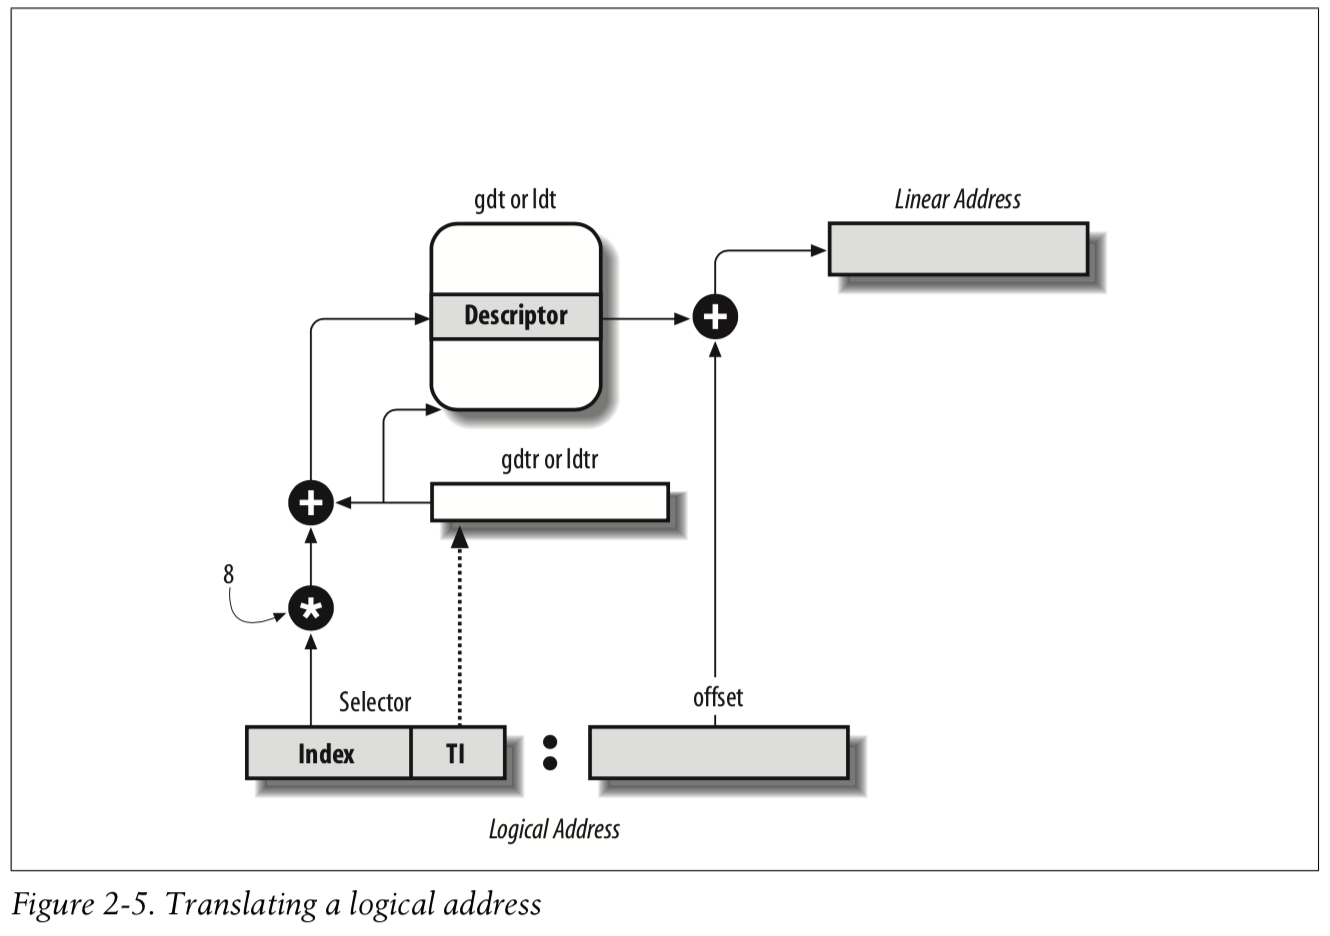 gdt or ldt
Linear Address
Descriptor
+
gdtr or ldtr
+
8
*
Selector
offset
Index
TI
:
Logical Address
Figure 2-5. Translating a logical address